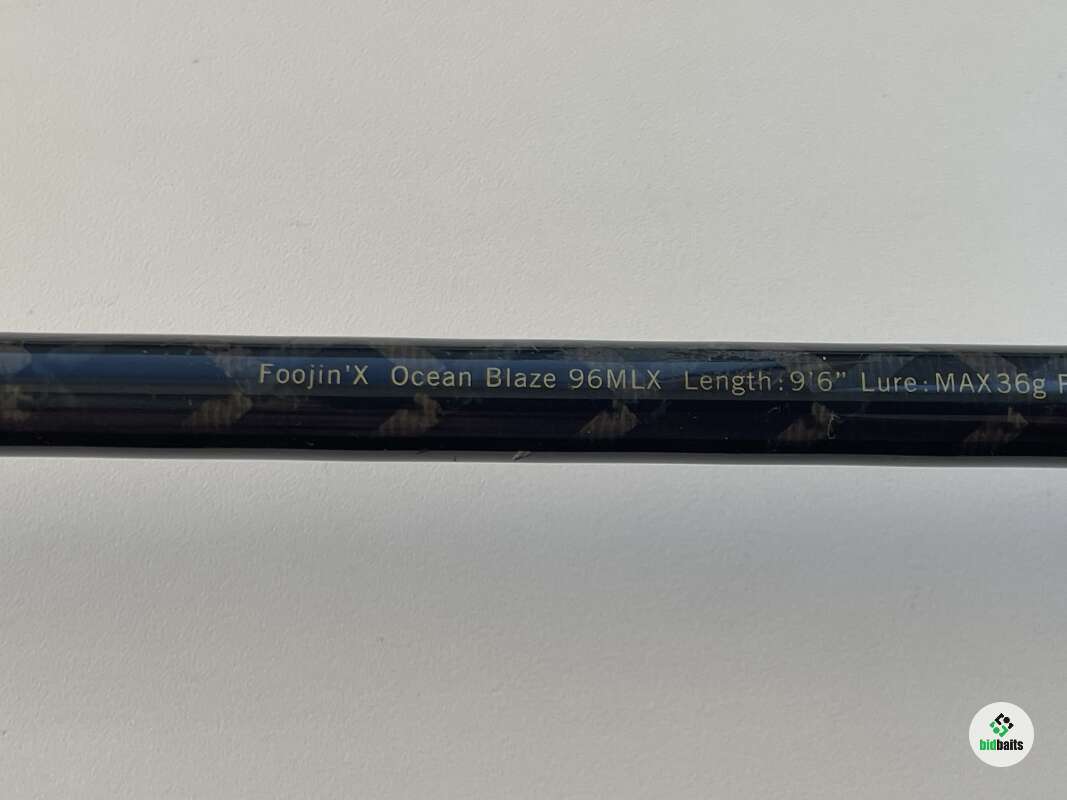 Foojin'X Ocean Blaze 96MLX Length:9'6" Lure:MAX36g
bidbaits